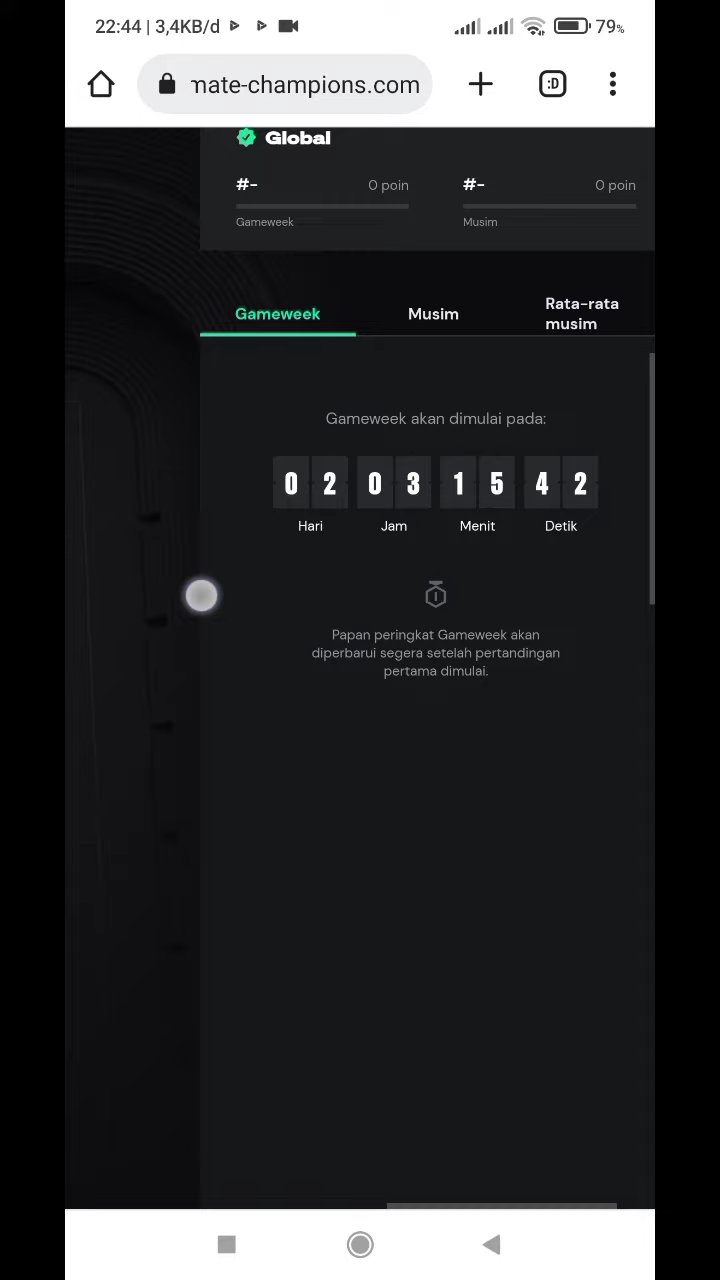 22:44 | 3,4KB/d 79%
mate-champions.com :D
Global
#- 0 poin #- 0 poin
Gameweek Musim
Gameweek Musim Rata-rata
musim
Gameweek akan dimulai pada:
0 2 0 3 1 5 4 2
Hari Jam Menit Detik
Papan peringkat Gameweek akan
diperbarui segera setelah pertandingan
pertama dimulai.